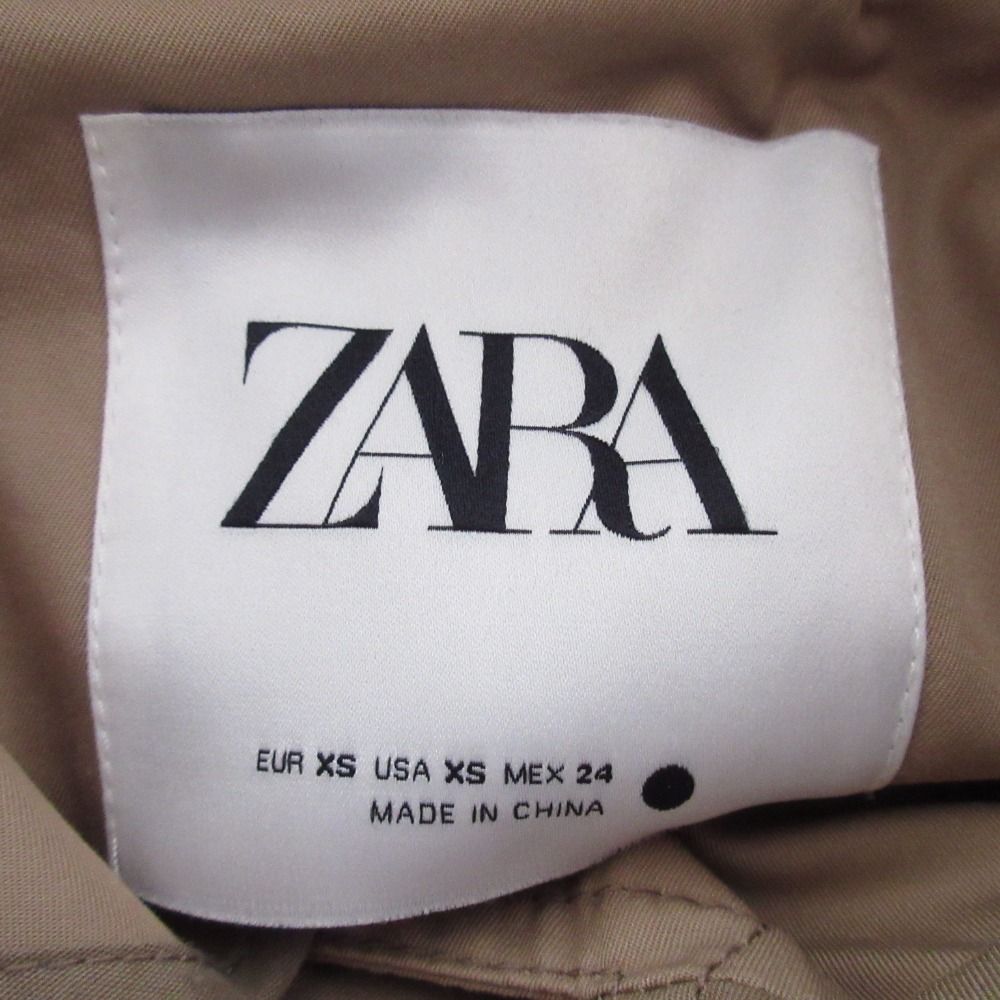 ZARA
EUR XS USA XS MEX 24
MADE IN CHINA